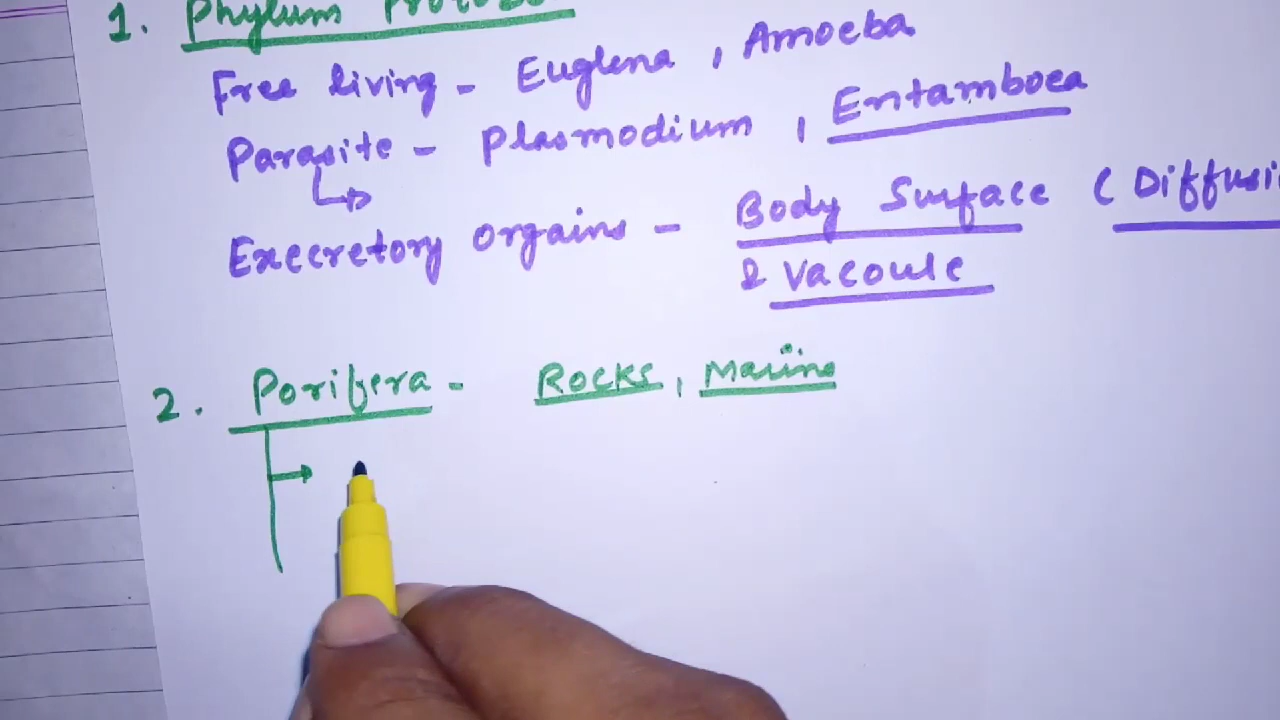 1. Phylum
Free living - Euglena , Amoeba
Parasite - Plasmodium , Entamboea
Execretory Orgains - Body Surface ( Diffusi
& Vacoule
2. Porifera - Rocks, Marine